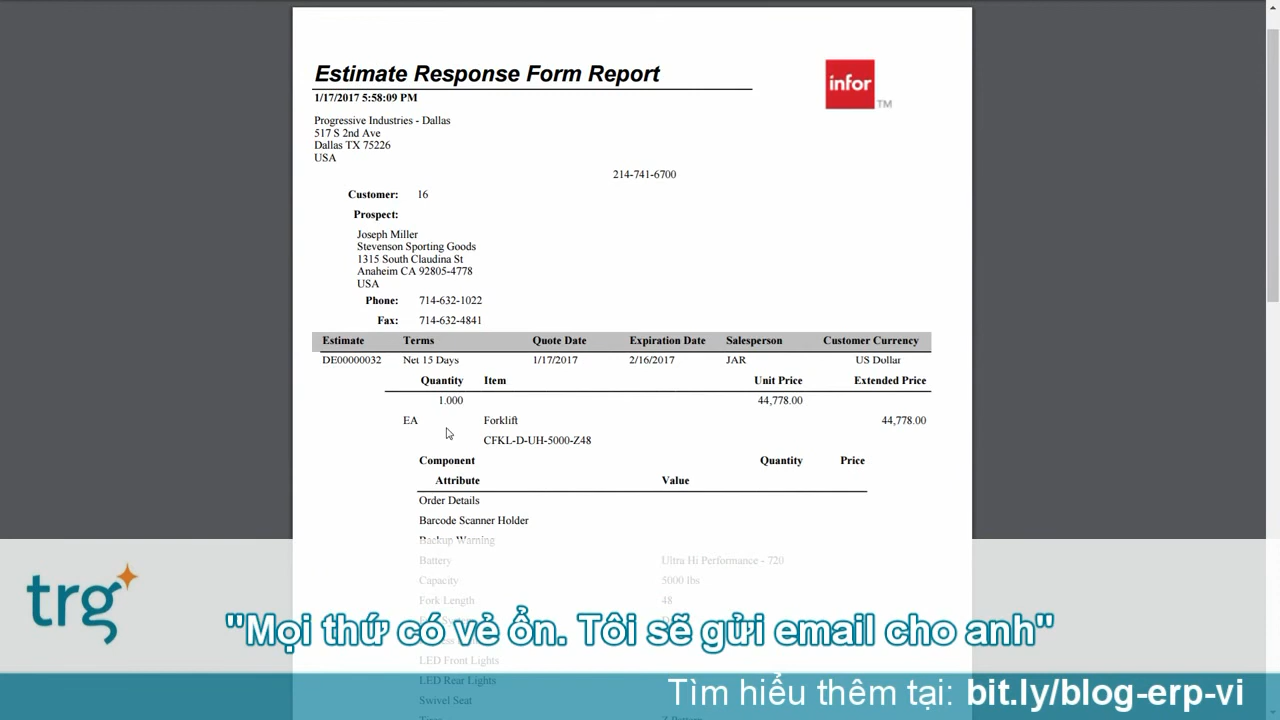 Estimate Response Form Report
infor
TM
1/17/2017 5:58:09 PM
Progressive Industries - Dallas
517 S 2nd Ave
Dallas TX 75226
USA
214-741-6700
Customer: 16
Prospect:
Joseph Miller
Stevenson Sporting Goods
1315 South Claudina St
Anaheim CA 92805-4778
USA
Phone: 714-632-1022
Fax: 714-632-4841
Estimate Terms Quote Date Expiration Date Salesperson Customer Currency
DE00000032 Net 15 Days 1/17/2017 2/16/2017 JAR US Dollar
Quantity Item Unit Price Extended Price
1.000 44,778.00
EA Forklift 44,778.00
CFKL-D-UH-5000-Z48
Component Quantity Price
Attribute Value
Order Details
Barcode Scanner Holder
Backup Warning
Battery Ultra Hi Performance - 720
Capacity 5000 lbs
Fork Length 48
trg
"Mọi thứ có vẻ ổn. Tôi sẽ gửi email cho anh"
LED Front Lights
LED Rear Lights
Swivel Seat
Tìm hiểu thêm tại: bit.ly/blog-erp-vi